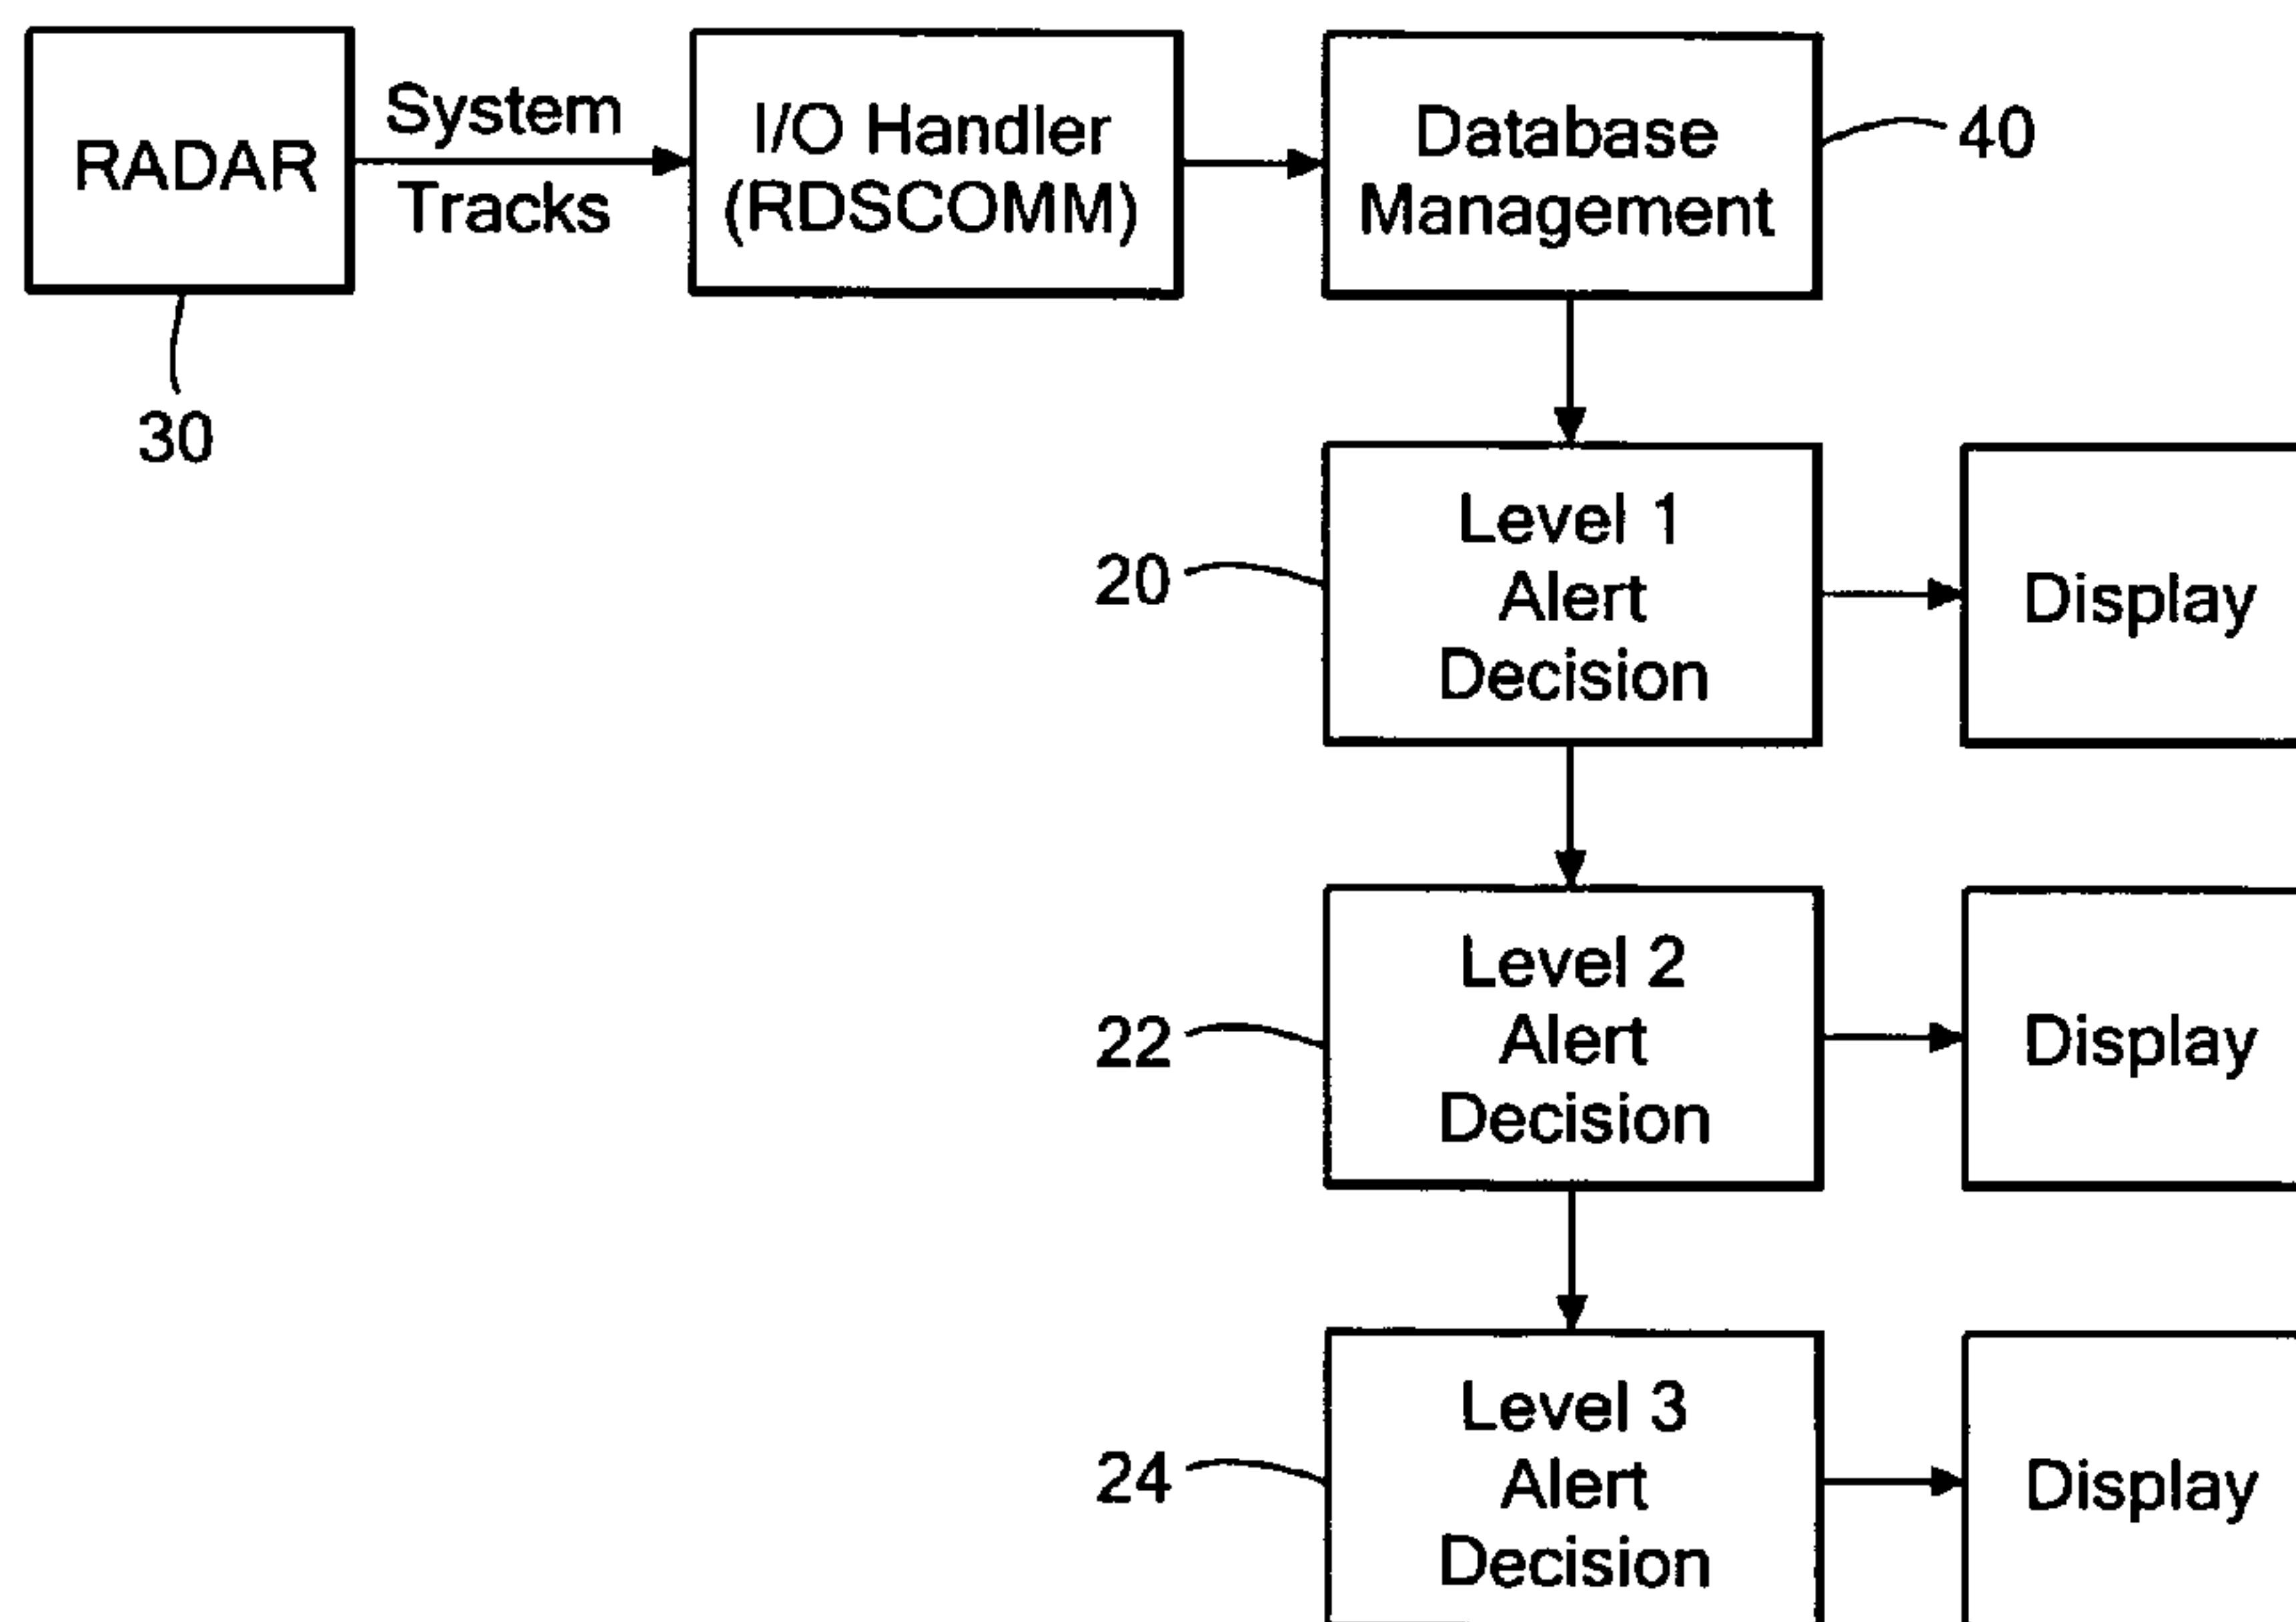 RADAR
System
Tracks
I/O Handler
(RDSCOMM)
Database
Management
40
30
Level 1
Alert
Decision
20
Display
Level 2
Alert
Decision
22
Display
Level 3
Alert
Decision
24
Display